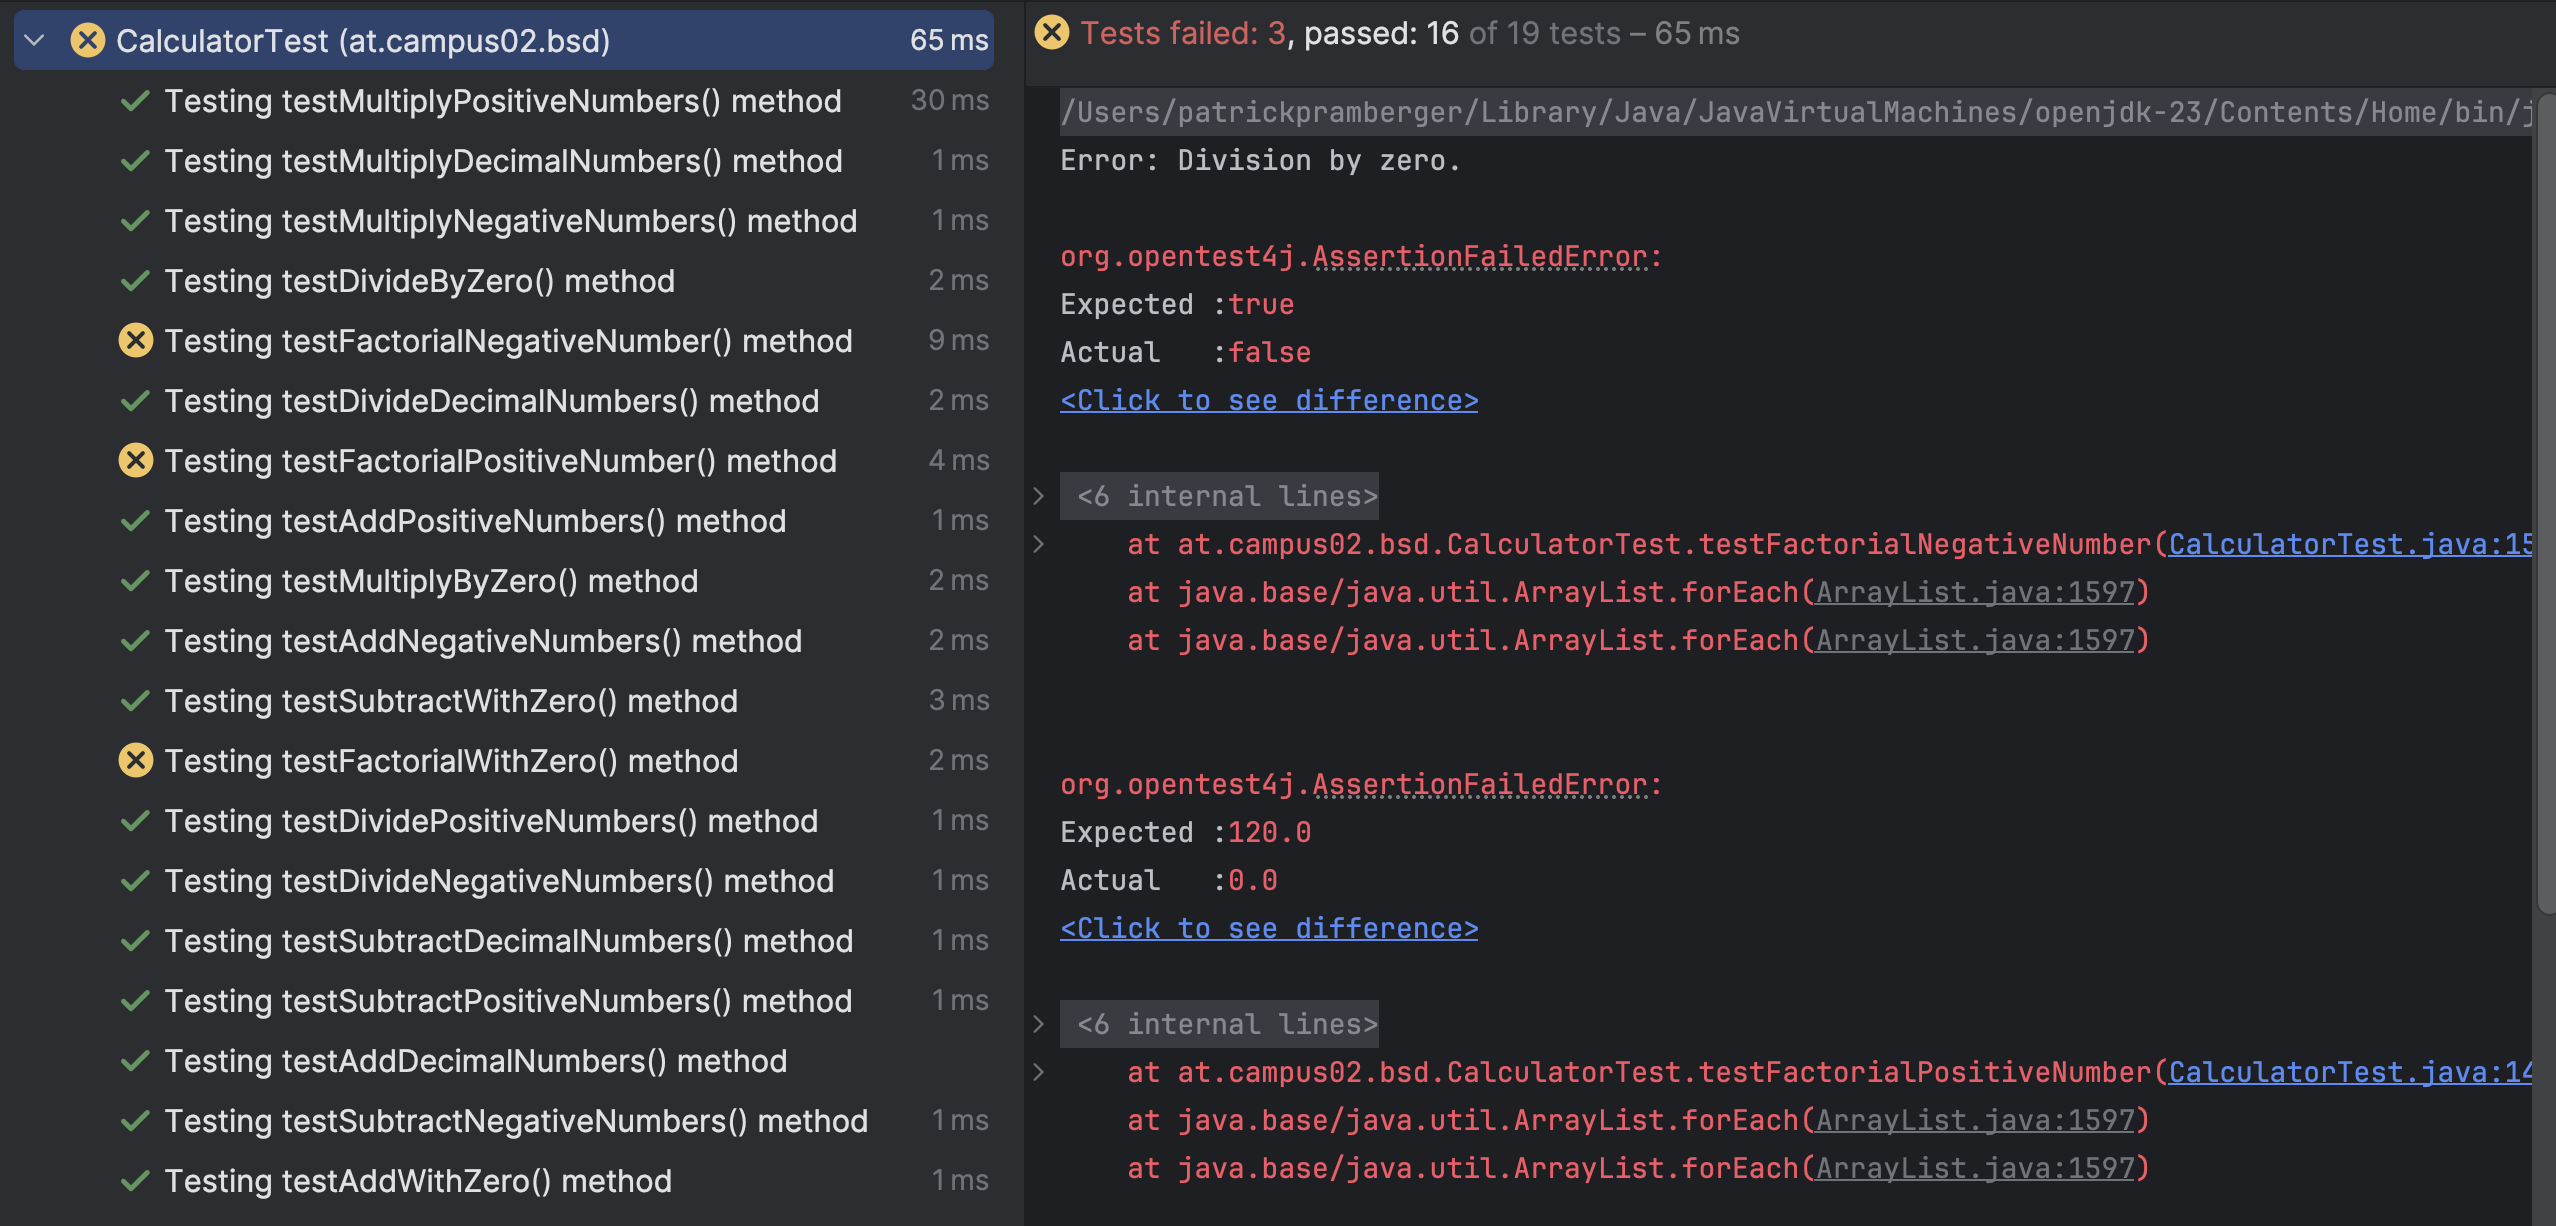 CalculatorTest (at.campus02.bsd) 65 ms
Testing testMultiplyPositiveNumbers() method 30 ms
Testing testMultiplyDecimalNumbers() method 1 ms
Testing testMultiplyNegativeNumbers() method 1 ms
Testing testDivideByZero() method 2 ms
Testing testFactorialNegativeNumber() method 9 ms
Testing testDivideDecimalNumbers() method 2 ms
Testing testFactorialPositiveNumber() method 4 ms
Testing testAddPositiveNumbers() method 1 ms
Testing testMultiplyByZero() method 2 ms
Testing testAddNegativeNumbers() method 2 ms
Testing testSubtractWithZero() method 3 ms
Testing testFactorialWithZero() method 2 ms
Testing testDividePositiveNumbers() method 1 ms
Testing testDivideNegativeNumbers() method 1 ms
Testing testSubtractDecimalNumbers() method 1 ms
Testing testSubtractPositiveNumbers() method 1 ms
Testing testAddDecimalNumbers() method
Testing testSubtractNegativeNumbers() method 1 ms
Testing testAddWithZero() method 1 ms
Tests failed: 3, passed: 16 of 19 tests – 65 ms
/Users/patrickpramberger/Library/Java/JavaVirtualMachines/openjdk-23/Contents/Home/bin/j
Error: Division by zero.
org.opentest4j.AssertionFailedError:
Expected :true
Actual   :false
<Click to see difference>
<6 internal lines>
at at.campus02.bsd.CalculatorTest.testFactorialNegativeNumber(CalculatorTest.java:15
at java.base/java.util.ArrayList.forEach(ArrayList.java:1597)
at java.base/java.util.ArrayList.forEach(ArrayList.java:1597)
org.opentest4j.AssertionFailedError:
Expected :120.0
Actual   :0.0
<Click to see difference>
<6 internal lines>
at at.campus02.bsd.CalculatorTest.testFactorialPositiveNumber(CalculatorTest.java:14
at java.base/java.util.ArrayList.forEach(ArrayList.java:1597)
at java.base/java.util.ArrayList.forEach(ArrayList.java:1597)